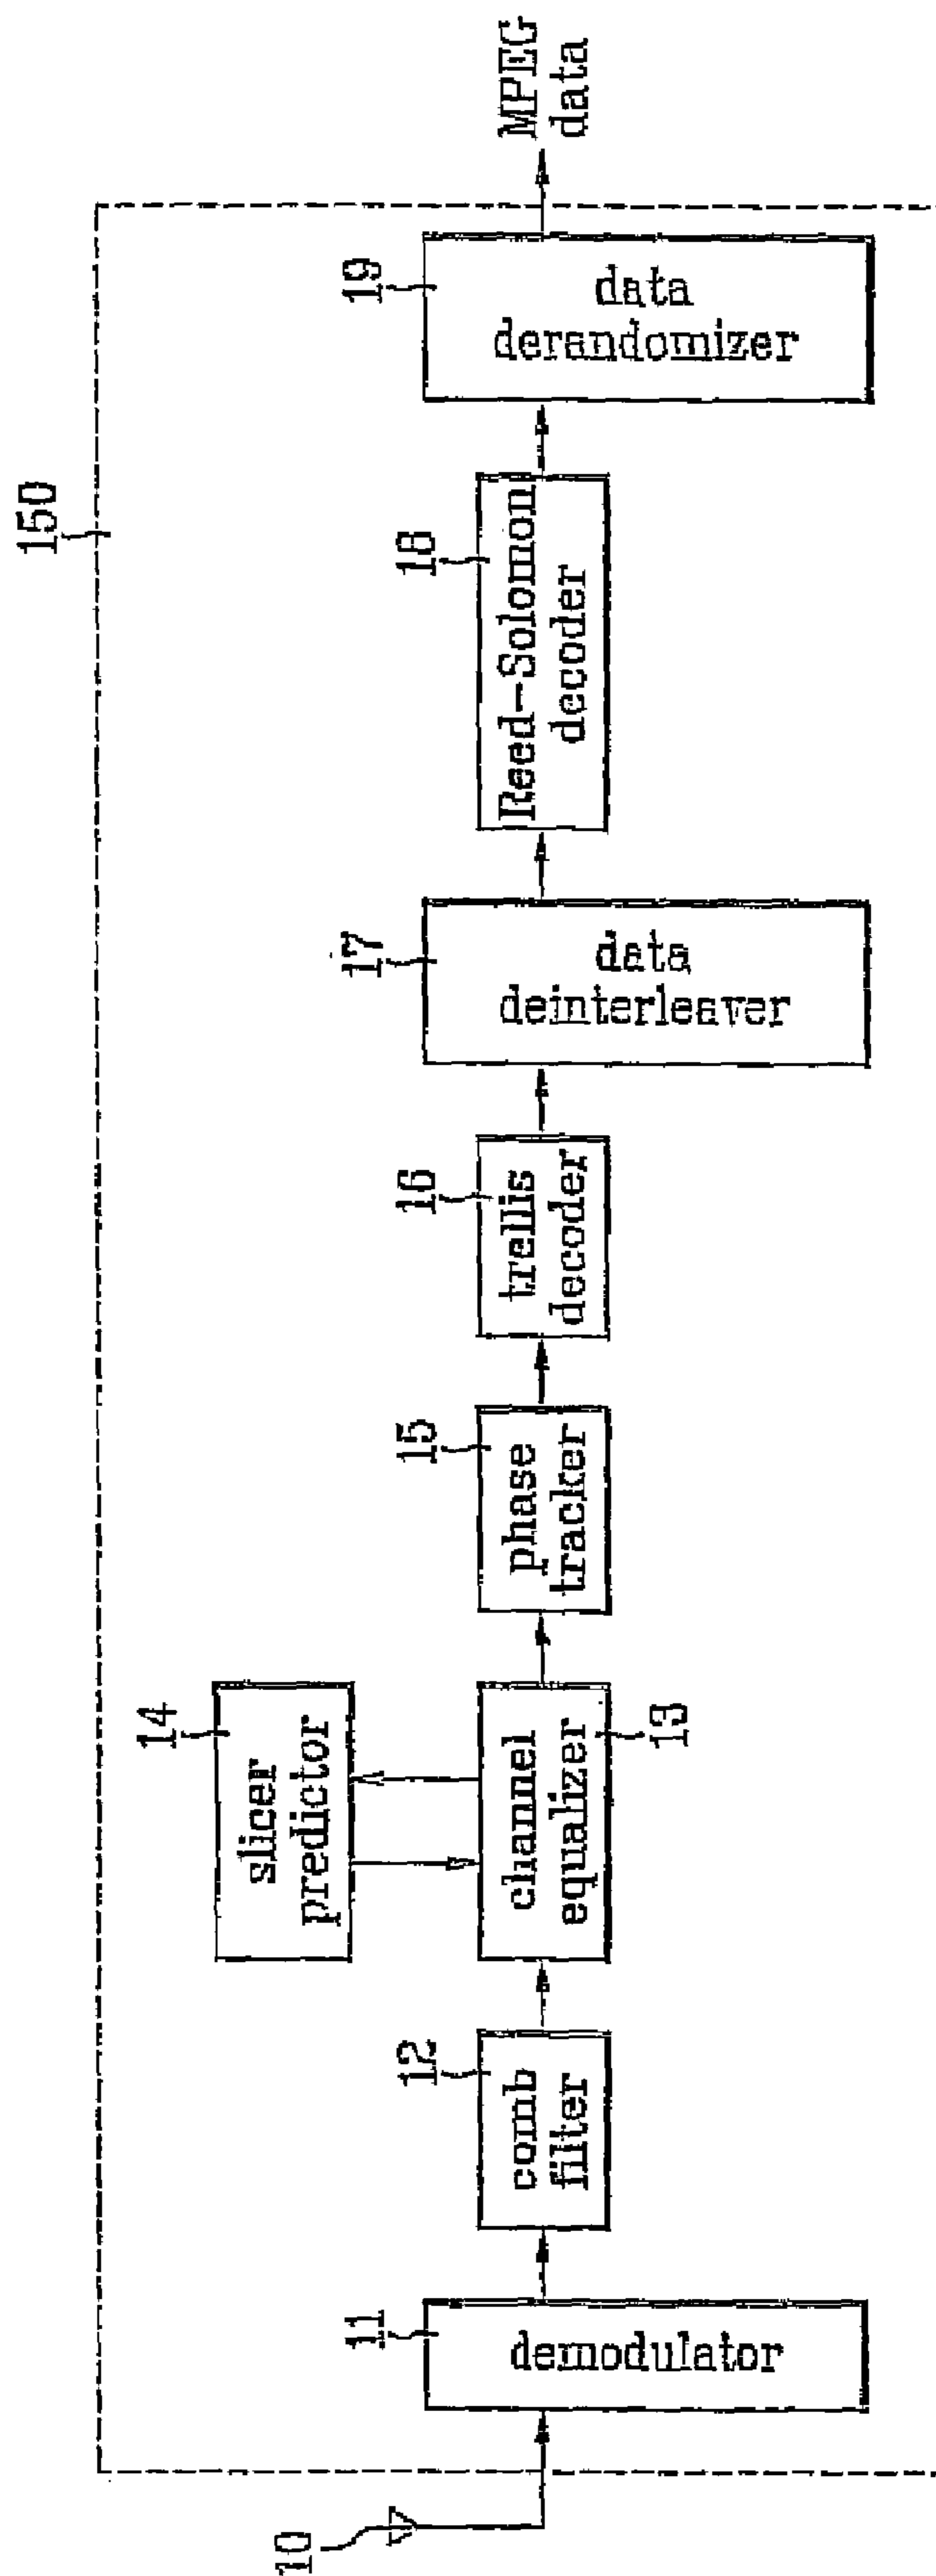 150
10
11
demodulator
12
comb
filter
14
slicer
predictor
channel
equalizer
13
15
phase
tracker
16
trellis
decoder
17
data
deinterleaver
18
Reed-Solomon
decoder
19
data
derandomizer
MPEG
data